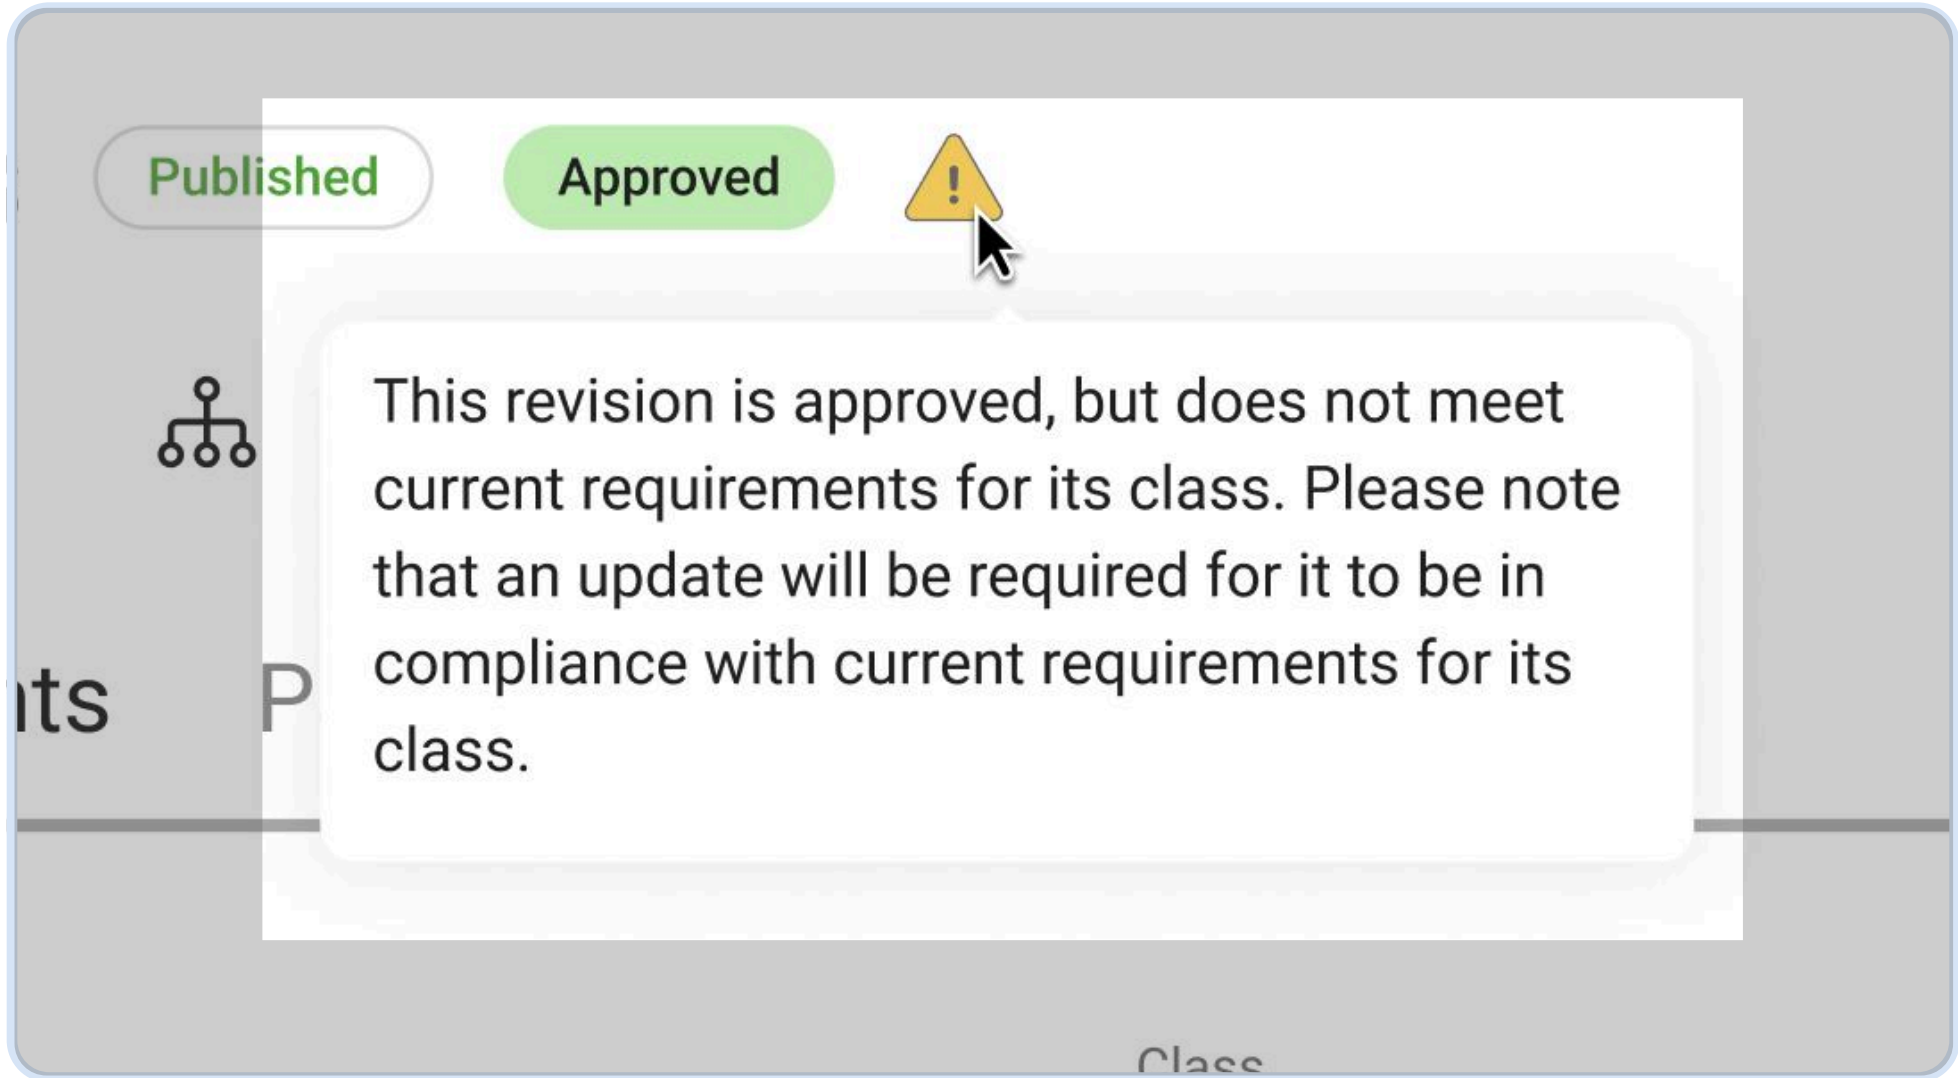 Published Approved
This revision is approved, but does not meet
current requirements for its class. Please note
that an update will be required for it to be in
compliance with current requirements for its
class.
Class